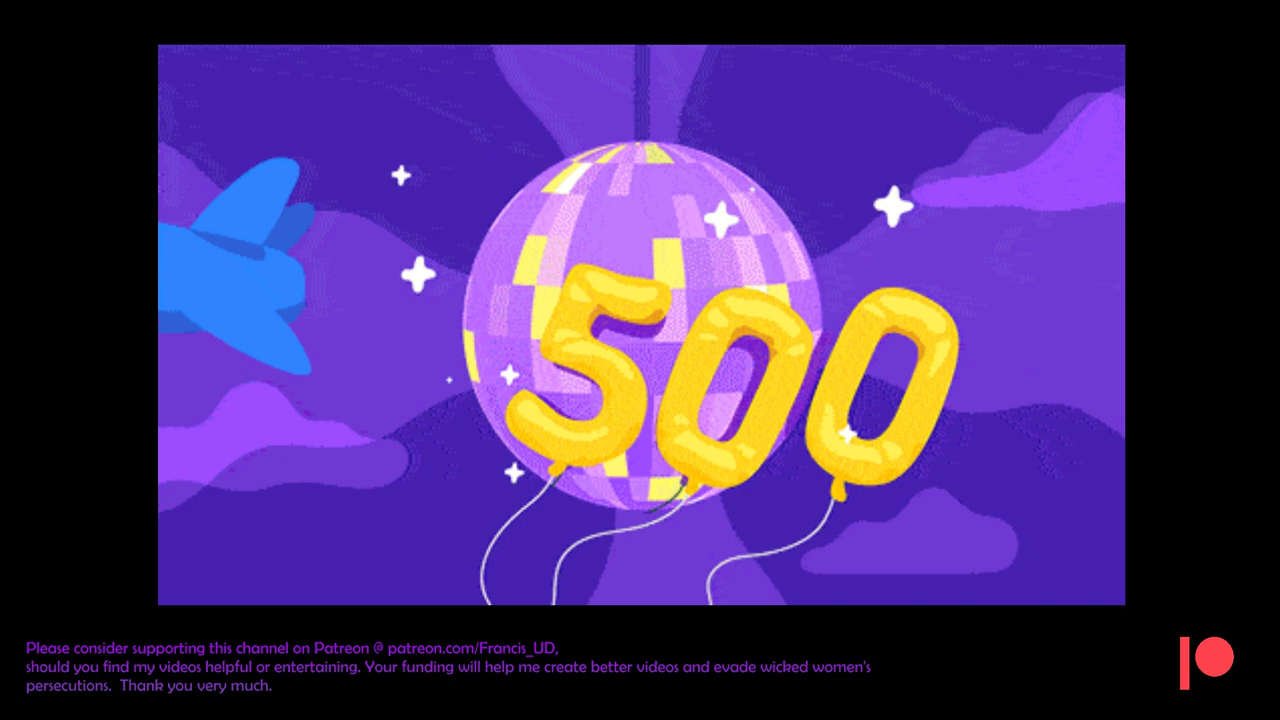 500
Please consider supporting this channel on Patreon @ patreon.com/Francis_UD,
should you find my videos helpful or entertaining. Your funding will help me create better videos and evade wicked women's
persecutions.  Thank you very much.